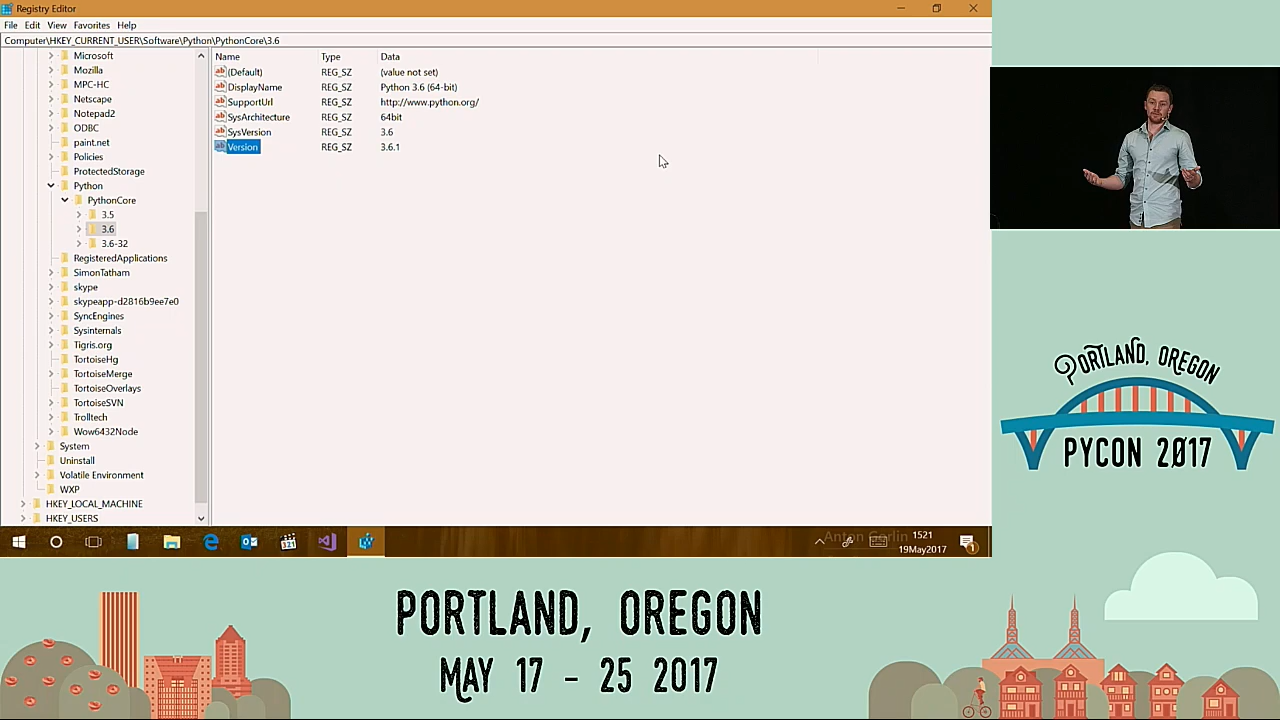 Registry Editor
File Edit View Favorites Help
Computer\HKEY_CURRENT_USER\Software\Python\PythonCore\3.6
Microsoft
Mozilla
MPC-HC
Netscape
Notepad2
ODBC
paint.net
Policies
ProtectedStorage
Python
PythonCore
3.5
3.6
3.6-32
RegisteredApplications
SimonTatham
skype
skypeapp-d2816b9ee7e0
SyncEngines
Sysinternals
Tigris.org
TortoiseHg
TortoiseMerge
TortoiseOverlays
TortoiseSVN
Trolltech
Wow6432Node
System
Uninstall
Volatile Environment
WXP
HKEY_LOCAL_MACHINE
HKEY_USERS
Name Type Data
(Default) REG_SZ (value not set)
DisplayName REG_SZ Python 3.6 (64-bit)
SupportUrl REG_SZ http://www.python.org/
SysArchitecture REG_SZ 64bit
SysVersion REG_SZ 3.6
Version REG_SZ 3.6.1
Anton Gorlin
1521
19May2017
1
PORTLAND, OREGON
PYCON 2017
PORTLAND, OREGON
MAY 17 - 25 2017